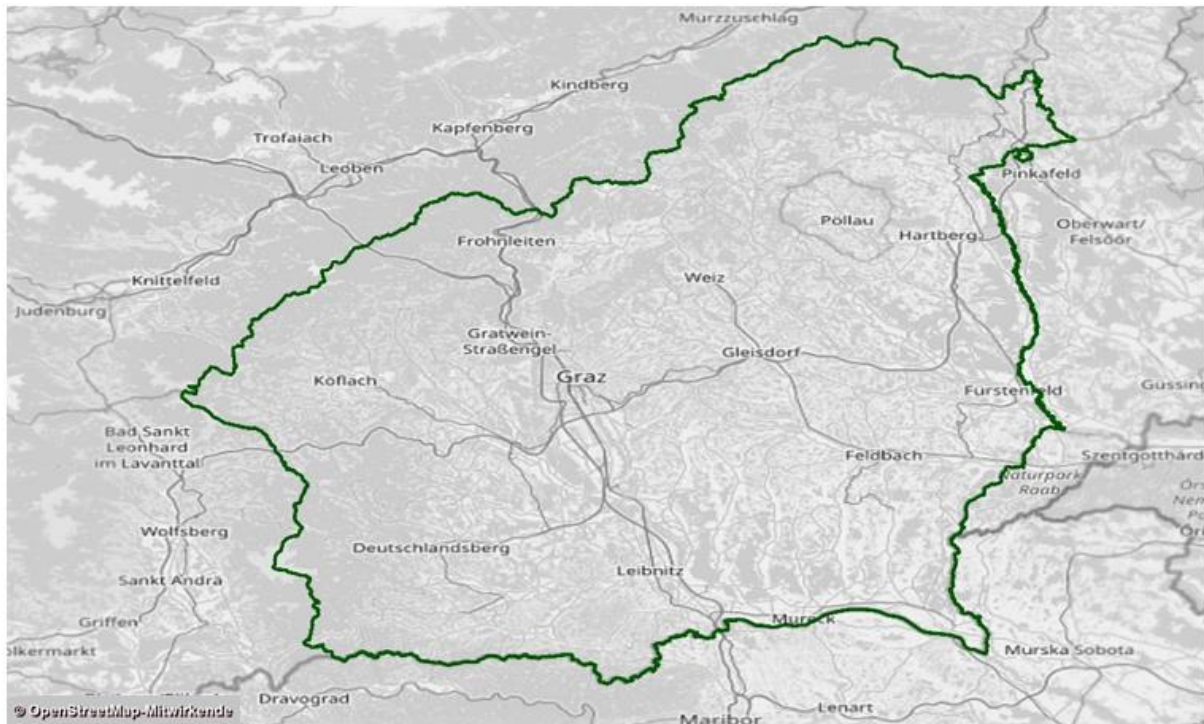 Murzzuschlag
Kindberg
Kapfenberg
Trofaiach
Leoben
Pinkafeld
Pöllau
Oberwart/
Felsőőr
Hartberg
Frohnleiten
Knittelfeld
Weiz
Judenburg
Gratwein-
Straßengel
Gleisdorf
Graz
Köflach
Fürstenfeld
Güssing
Bad Sankt
Leonhard
im Lavanttal
Feldbach
Szentgotthárd
Naturpark
Raab
Wolfsberg
Deutschlandsberg
Leibnitz
Sankt Andrä
Griffen
Mureck
Murska Sobota
Dravograd
Lenart
Maribor
© OpenStreetMap-Mitwirkende